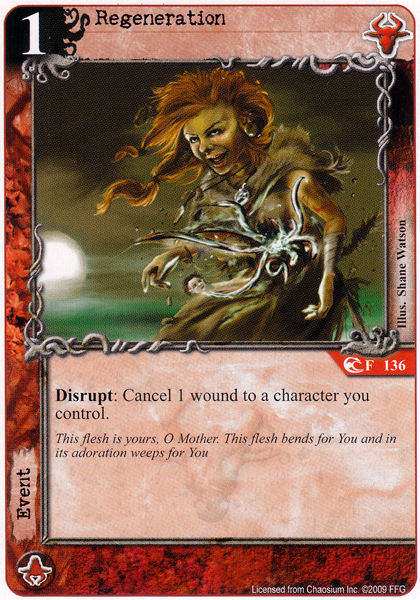 1
Regeneration
Illus. Shane Watson
F 136
Disrupt: Cancel 1 wound to a character you
control.
This flesh is yours, O Mother. This flesh bends for You and in
its adoration weeps for You
Event
Licensed from Chaosium Inc. ©2009 FFG